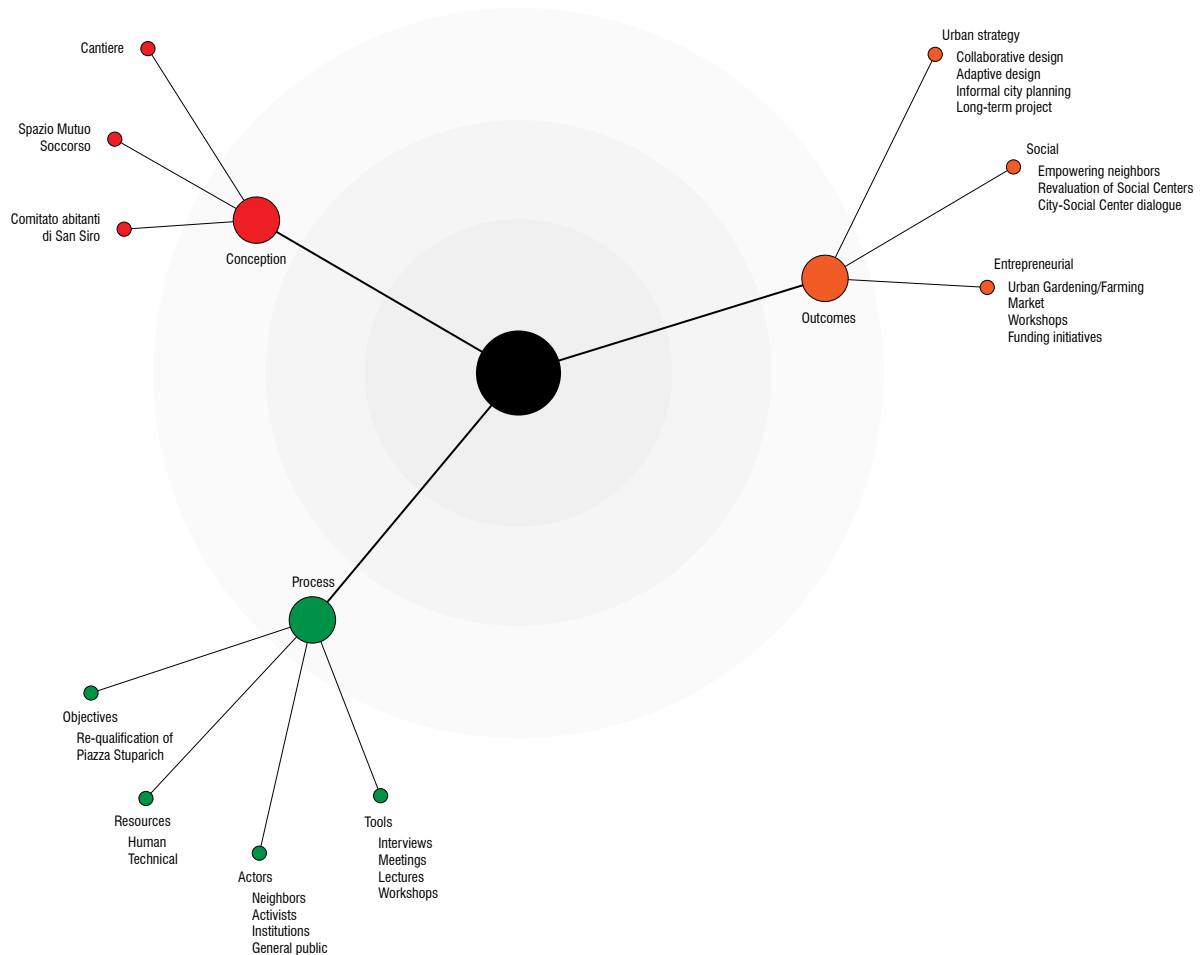 Cantiere
Spazio Mutuo
Soccorso
Comitato abitanti
di San Siro
Conception
Urban strategy
Collaborative design
Adaptive design
Informal city planning
Long-term project
Social
Empowering neighbors
Revaluation of Social Centers
City-Social Center dialogue
Entrepreneurial
Urban Gardening/Farming
Market
Workshops
Funding initiatives
Outcomes
Process
Objectives
Re-qualification of
Piazza Stuparich
Resources
Human
Technical
Actors
Neighbors
Activists
Institutions
General public
Tools
Interviews
Meetings
Lectures
Workshops